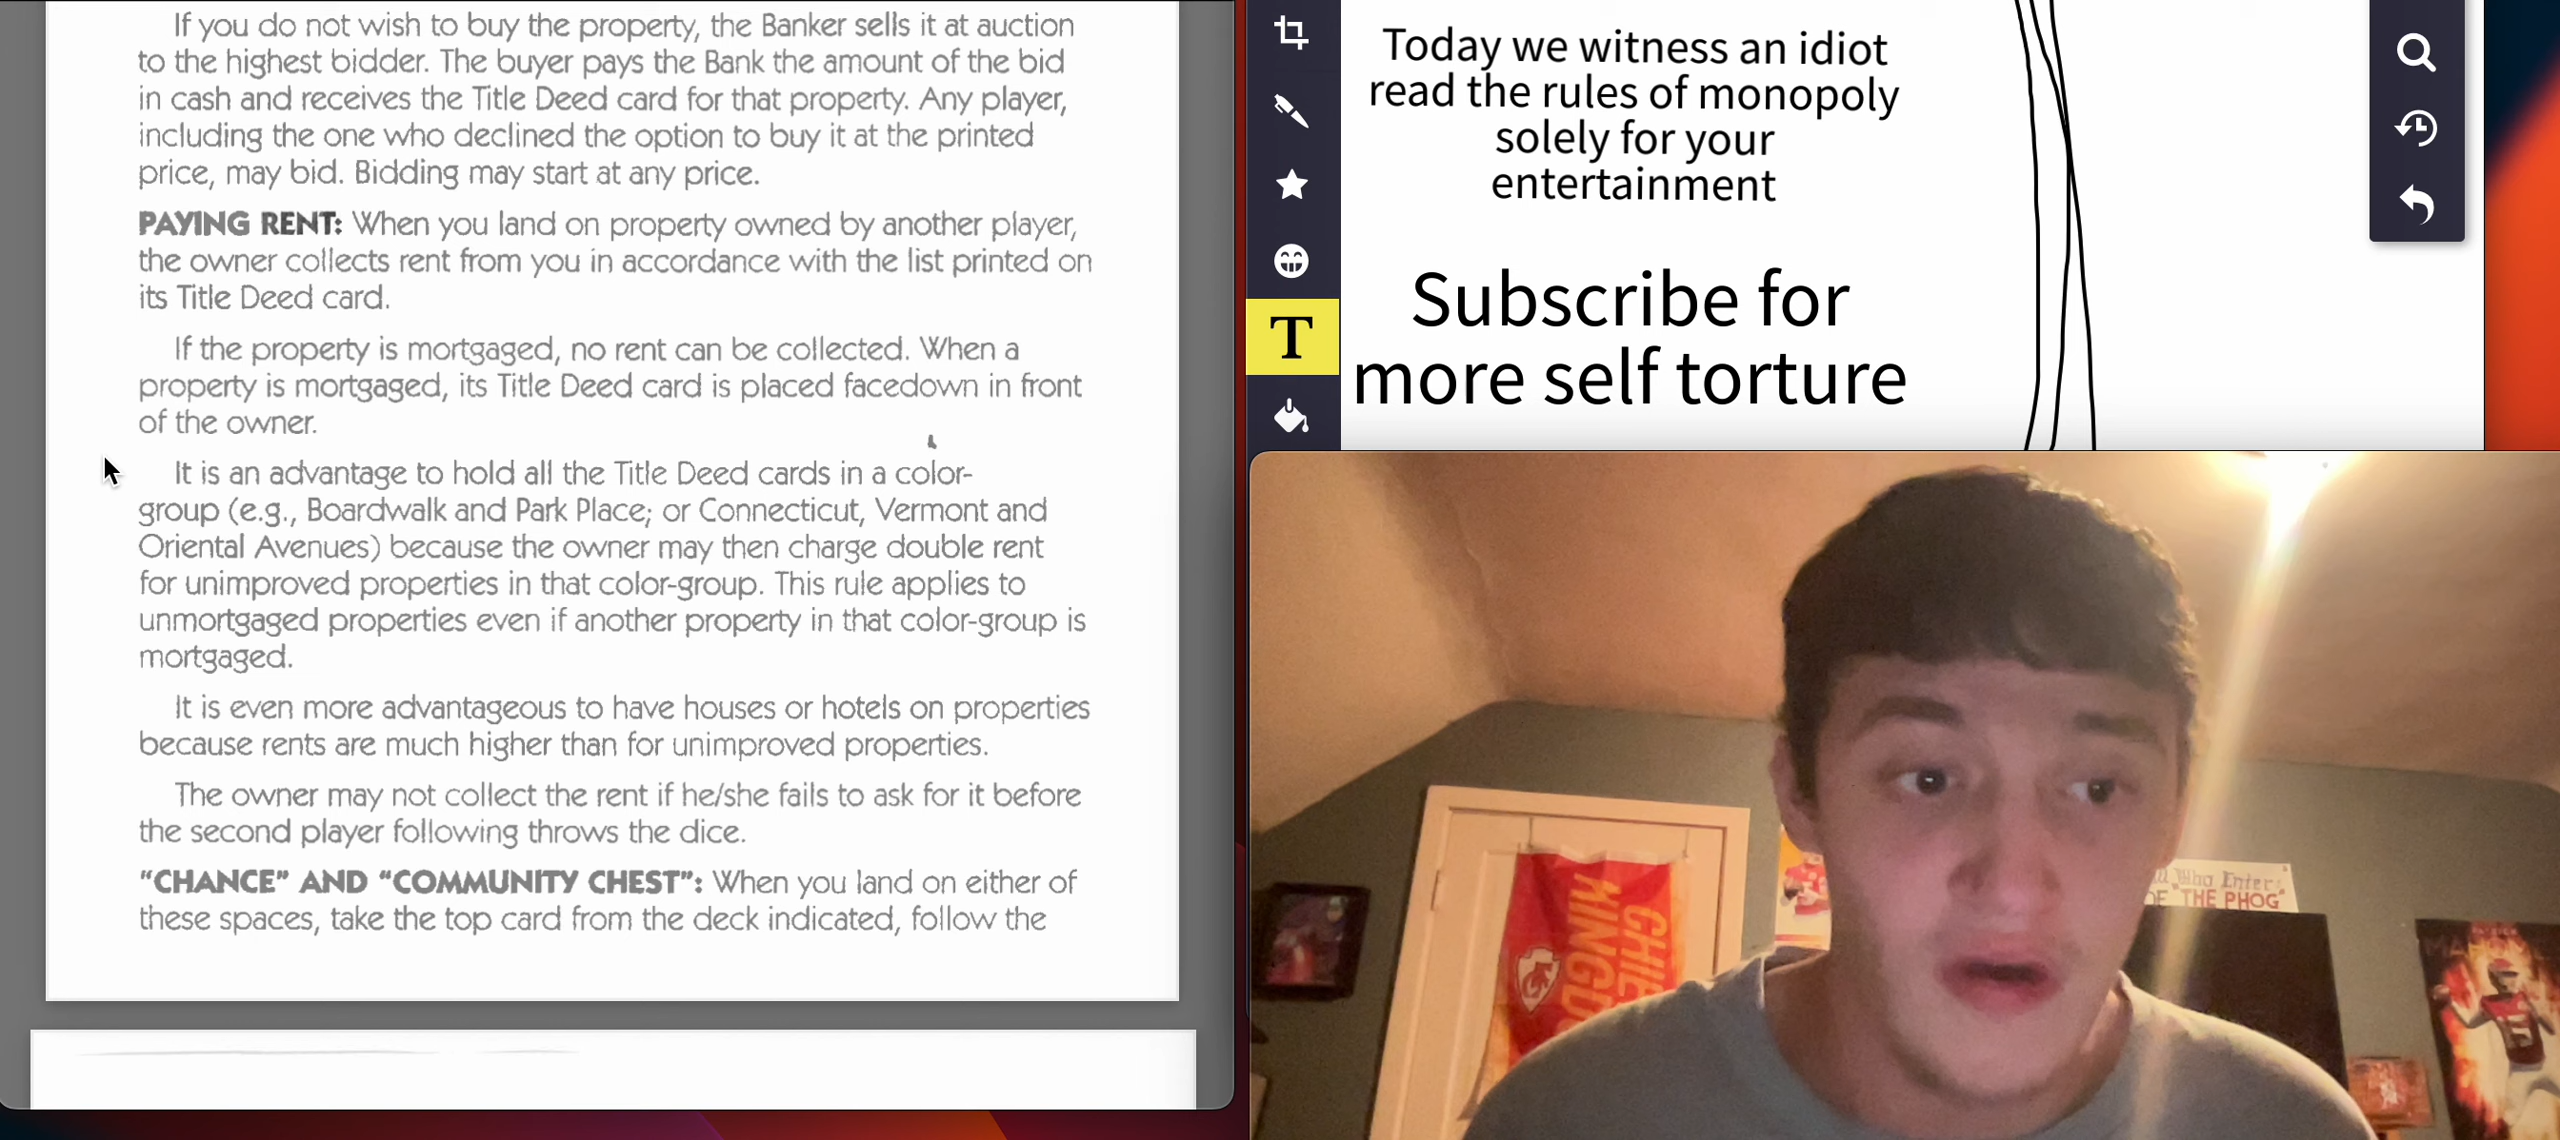 If you do not wish to buy the property, the Banker sells it at auction
to the highest bidder. The buyer pays the Bank the amount of the bid
in cash and receives the Title Deed card for that property. Any player,
including the one who declined the option to buy it at the printed
price, may bid. Bidding may start at any price.
PAYING RENT: When you land on property owned by another player,
the owner collects rent from you in accordance with the list printed on
its Title Deed card.
If the property is mortgaged, no rent can be collected. When a
property is mortgaged, its Title Deed card is placed facedown in front
of the owner.
It is an advantage to hold all the Title Deed cards in a color-
group (e.g., Boardwalk and Park Place; or Connecticut, Vermont and
Oriental Avenues) because the owner may then charge double rent
for unimproved properties in that color-group. This rule applies to
unmortgaged properties even if another property in that color-group is
mortgaged.
It is even more advantageous to have houses or hotels on properties
because rents are much higher than for unimproved properties.
The owner may not collect the rent if he/she fails to ask for it before
the second player following throws the dice.
“CHANCE” AND “COMMUNITY CHEST”: When you land on either of
these spaces, take the top card from the deck indicated, follow the
Today we witness an idiot
read the rules of monopoly
solely for your
entertainment
Subscribe for
more self torture
T
Who Enter:
"THE PHOG"